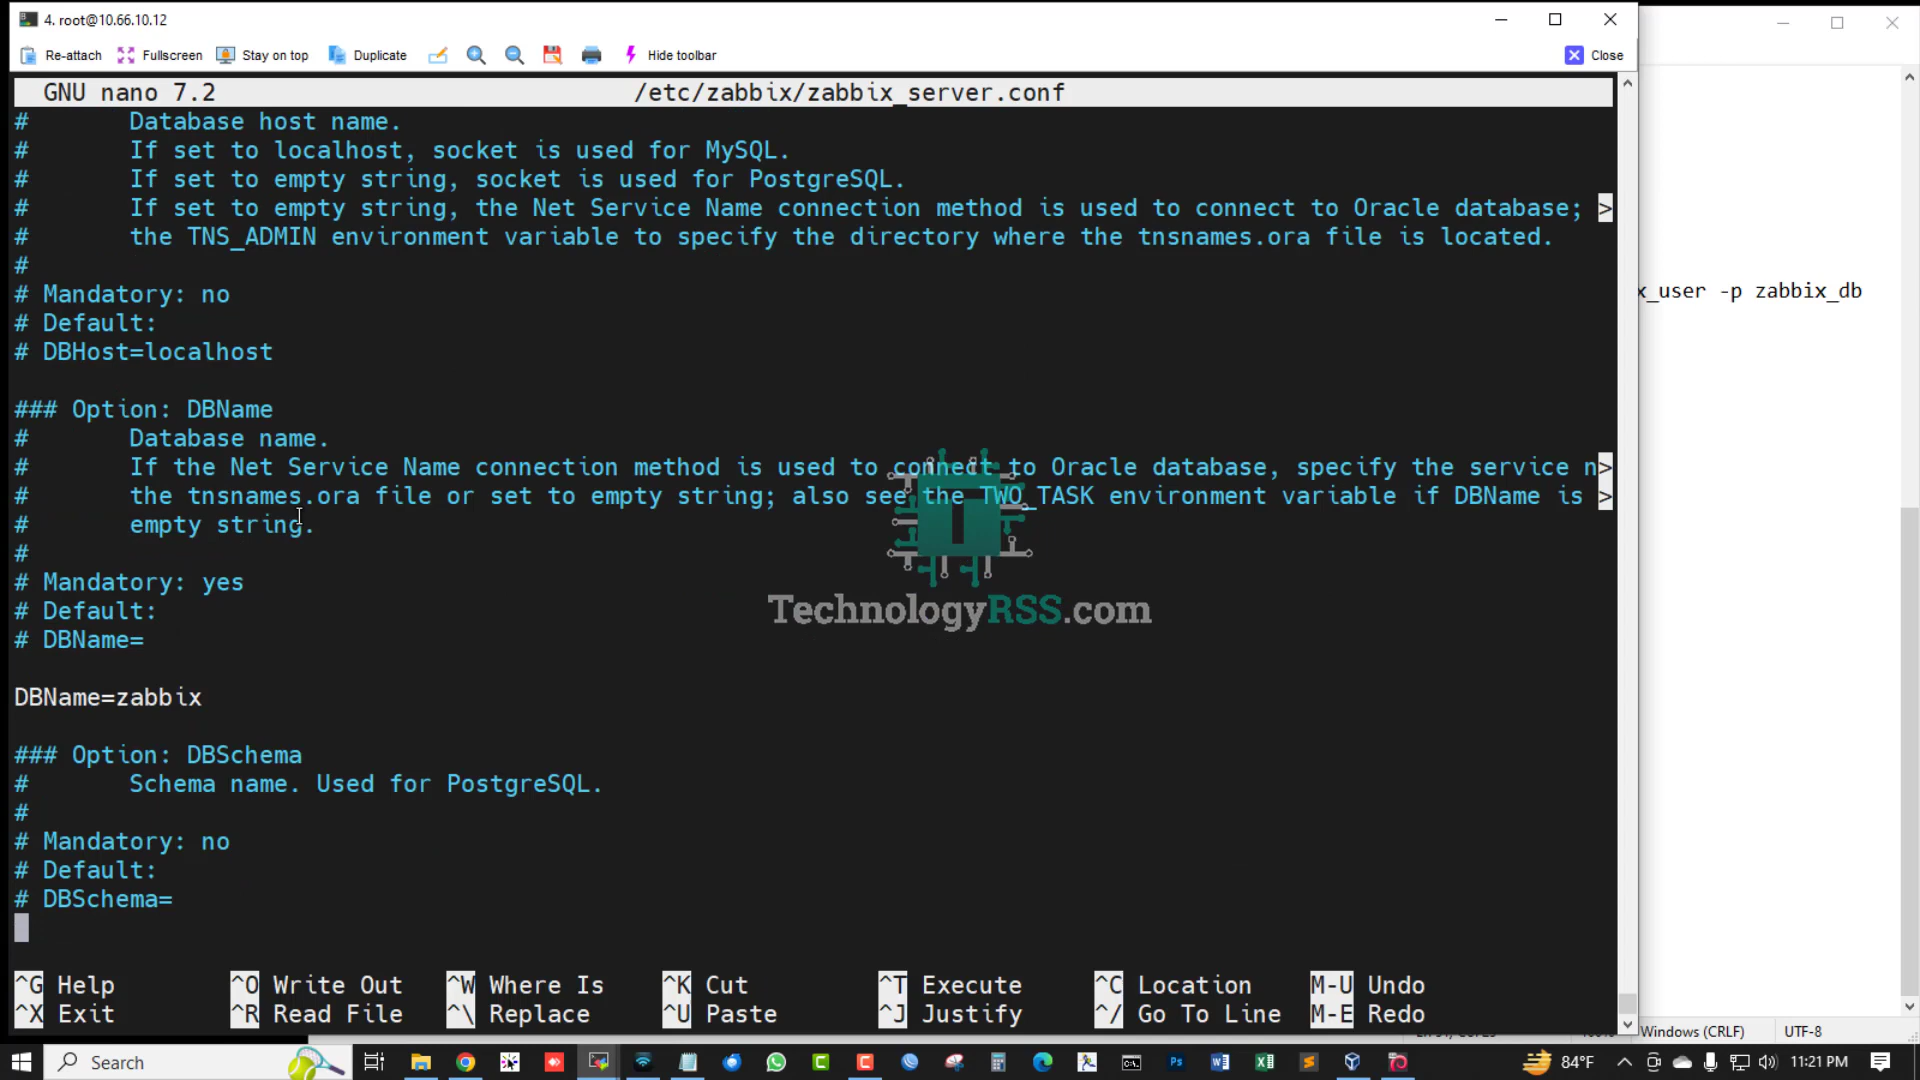 4. root@10.66.10.12
Re-attach Fullscreen Stay on top Duplicate Hide toolbar Close
GNU nano 7.2 /etc/zabbix/zabbix_server.conf
# Database host name.
# If set to localhost, socket is used for MySQL.
# If set to empty string, socket is used for PostgreSQL.
# If set to empty string, the Net Service Name connection method is used to connect to Oracle database; >
# the TNS_ADMIN environment variable to specify the directory where the tnsnames.ora file is located.
#
# Mandatory: no
# Default:
# DBHost=localhost
x_user -p zabbix_db
### Option: DBName
# Database name.
# If the Net Service Name connection method is used to connect to Oracle database, specify the service n>
# the tnsnames.ora file or set to empty string; also see the TWO_TASK environment variable if DBName is >
# empty string.
#
# Mandatory: yes
# Default:
# DBName=
TechnologyRSS.com
DBName=zabbix
### Option: DBSchema
# Schema name. Used for PostgreSQL.
#
# Mandatory: no
# Default:
# DBSchema=
^G Help ^O Write Out ^W Where Is ^K Cut ^T Execute ^C Location M-U Undo
^X Exit ^R Read File ^\ Replace ^U Paste ^J Justify ^/ Go To Line M-E Redo
Windows (CRLF) UTF-8
Search 84°F 11:21 PM